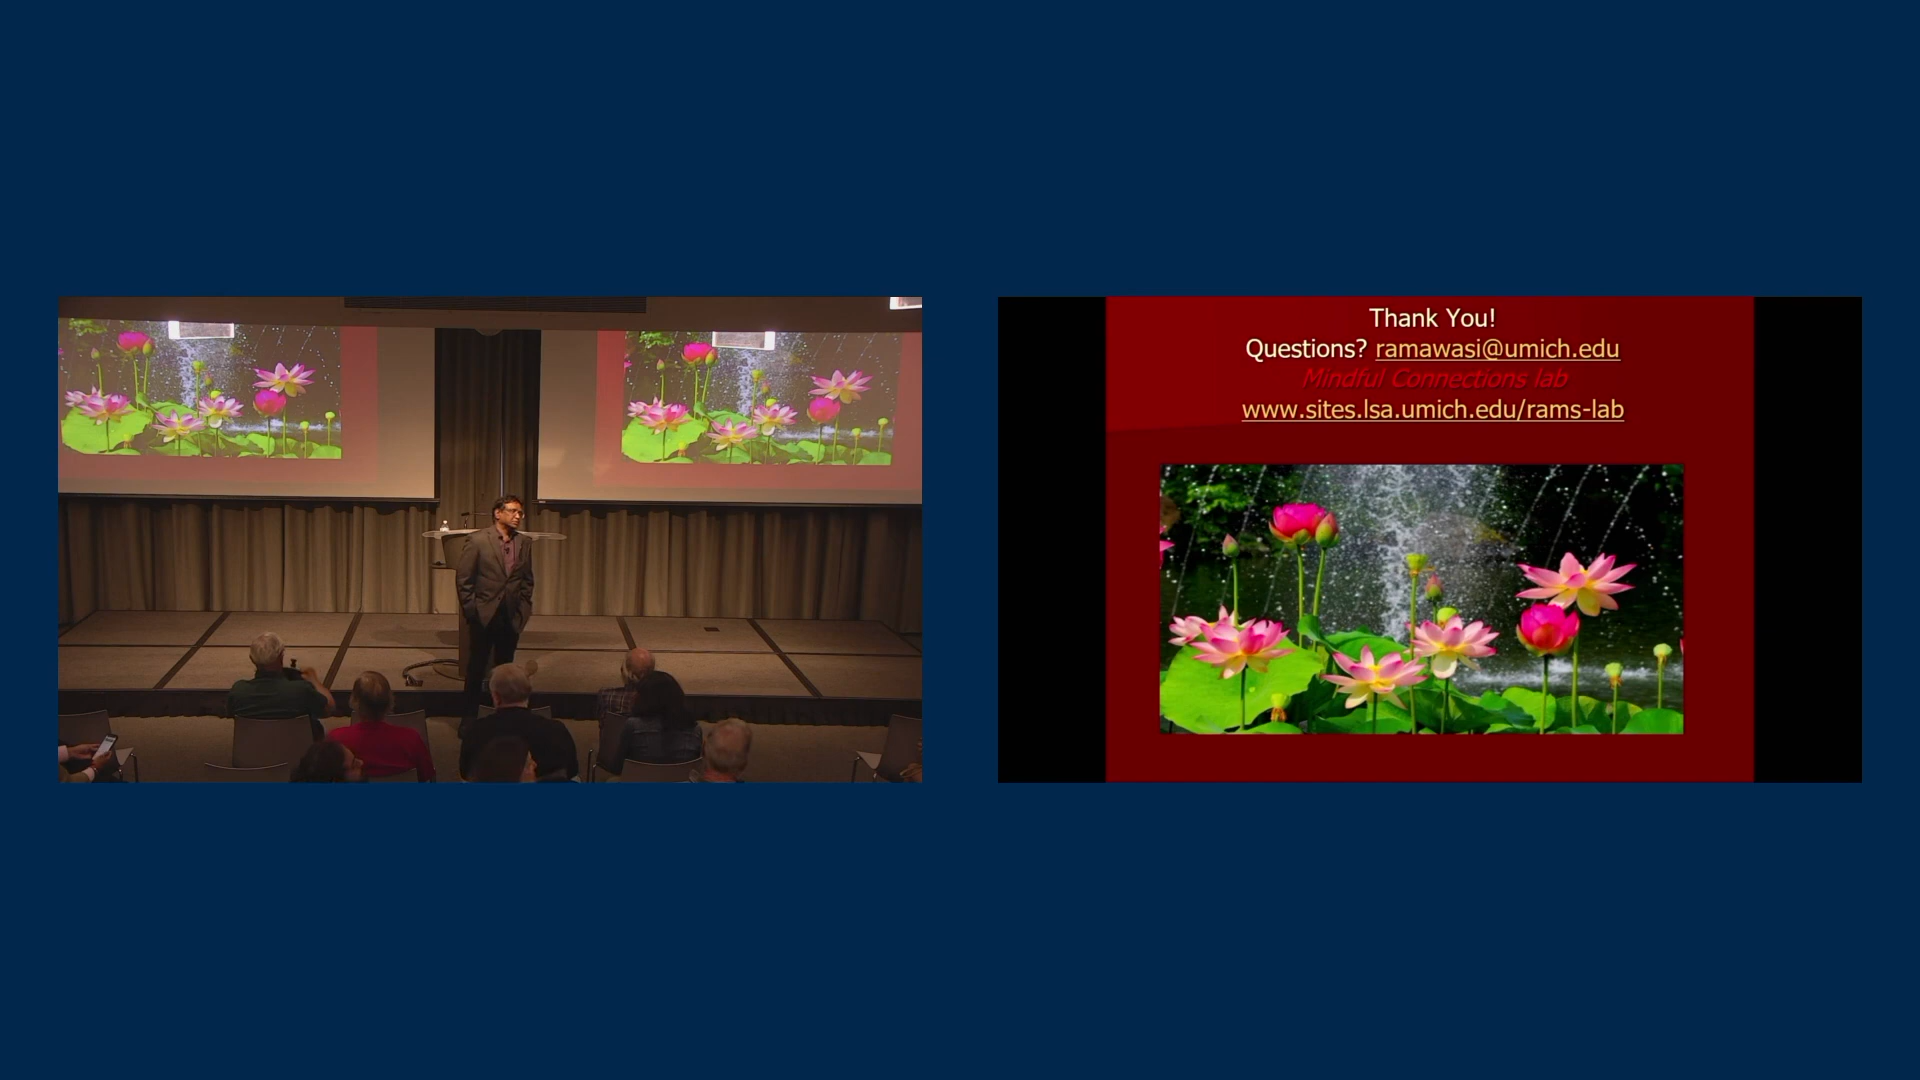 Thank You!
Questions? ramawasi@umich.edu
Mindful Connections lab
www.sites.lsa.umich.edu/rams-lab